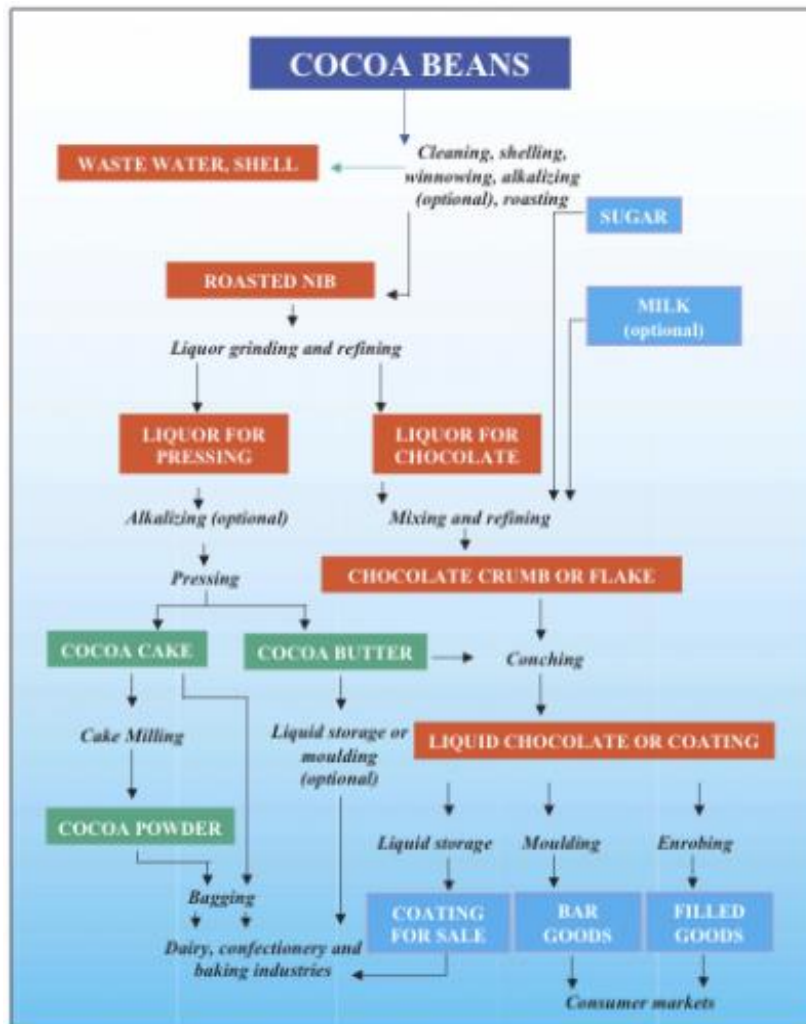 COCOA BEANS
WASTE WATER, SHELL
Cleaning, shelling,
winnowing, alkalizing
(optional), roasting
SUGAR
ROASTED NIB
MILK
(optional)
Liquor grinding and refining
LIQUOR FOR
PRESSING
LIQUOR FOR
CHOCOLATE
Alkalizing (optional)
Mixing and refining
Pressing
CHOCOLATE CRUMB OR FLAKE
COCOA CAKE
COCOA BUTTER
Conching
Cake Milling
Liquid storage or
moulding
(optional)
LIQUID CHOCOLATE OR COATING
COCOA POWDER
Liquid storage
Moulding
Enrobing
Bagging
COATING
FOR SALE
BAR
GOODS
FILLED
GOODS
Dairy, confectionery and
baking industries
Consumer markets